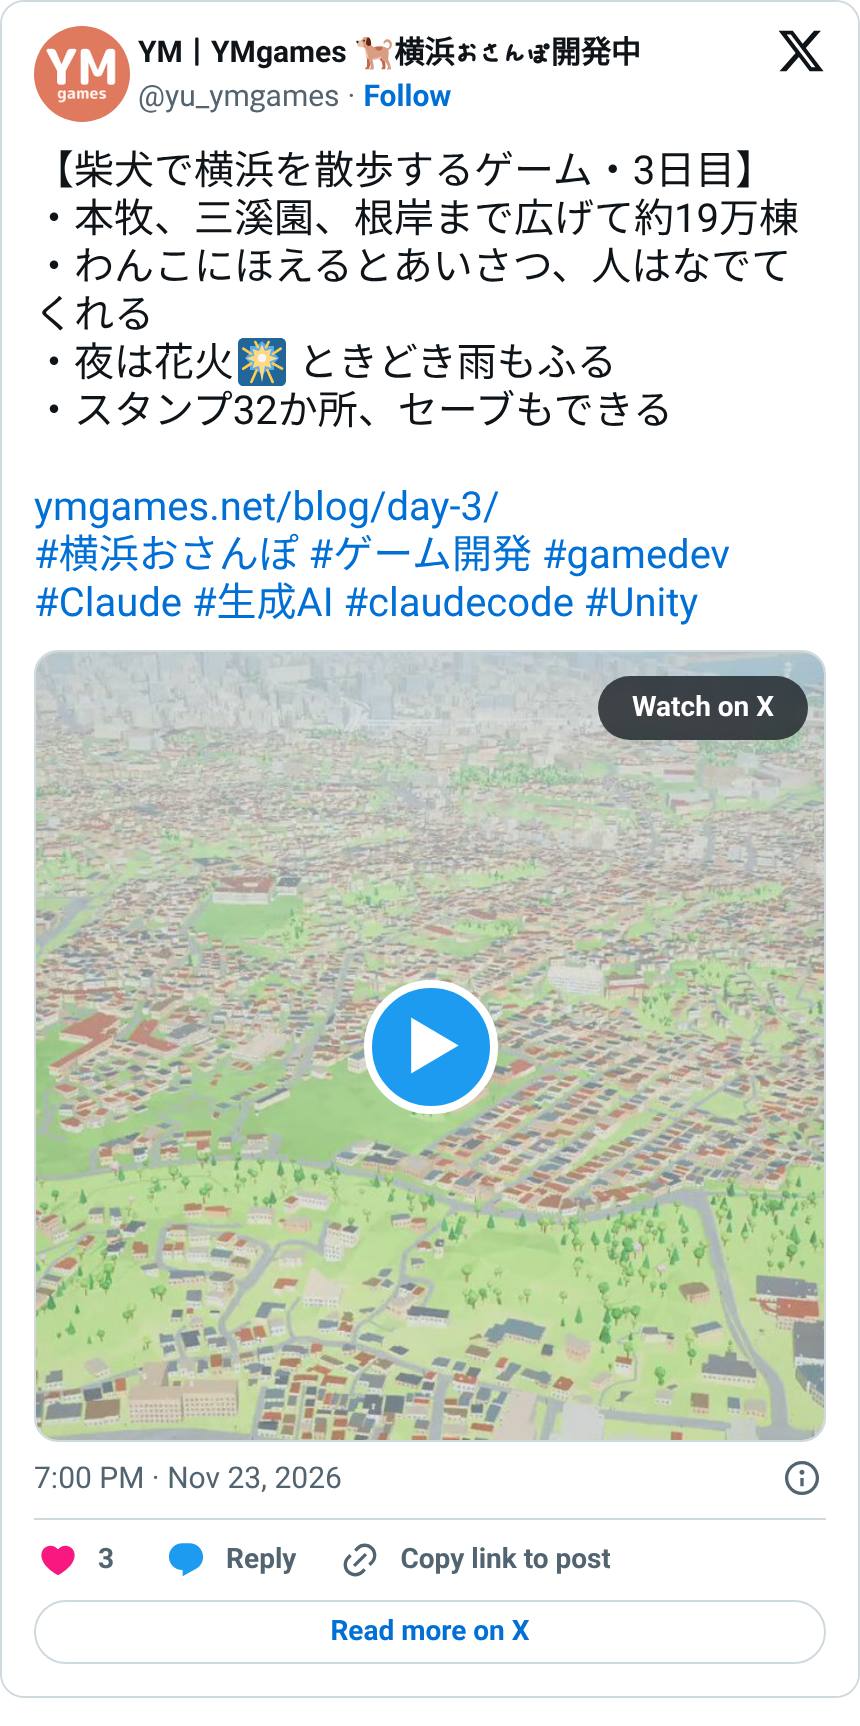 YM
games
YM | YMgames 🐕横浜おさんぽ開発中
@yu_ymgames · Follow
【柴犬で横浜を散歩するゲーム・3日目】
・本牧、三溪園、根岸まで広げて約19万棟
・わんこにほえるとあいさつ、人はなでて
くれる
・夜は花火🎇 ときどき雨もふる
・スタンプ32か所、セーブもできる
ymgames.net/blog/day-3/
#横浜おさんぽ #ゲーム開発 #gamedev
#Claude #生成AI #claudecode #Unity
Watch on X
7:00 PM · Nov 23, 2026
3 Reply Copy link to post
Read more on X